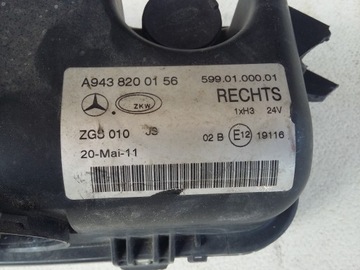 A943 820 01 56 599.01.000.01
RECHTS
ZKW
1xH3 24V
ZGS 010 JS
02 B E12 19116
20-Mai-11